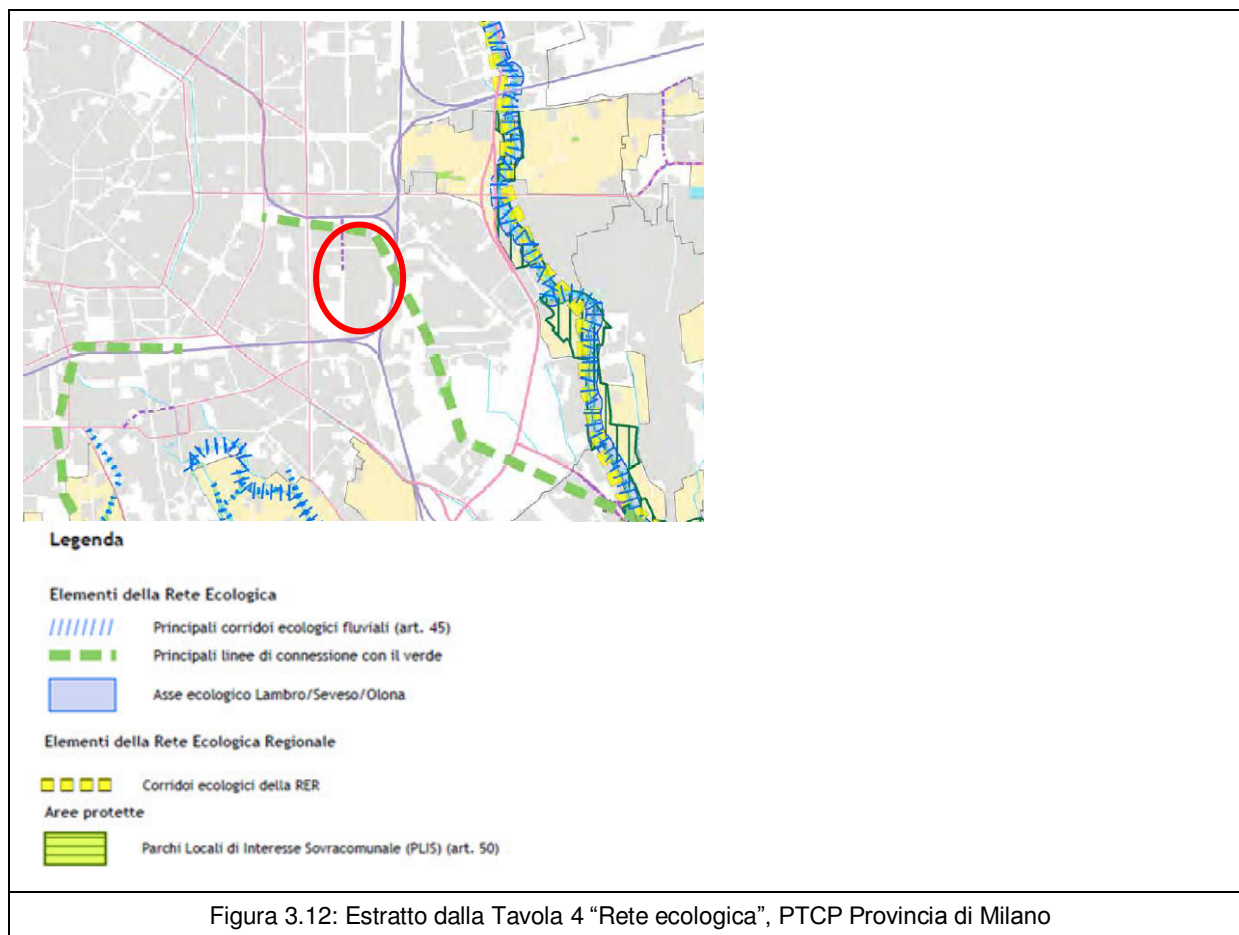 Legenda
Elementi della Rete Ecologica
Principali corridoi ecologici fluviali (art. 45)
Principali linee di connessione con il verde
Asse ecologico Lambro/Seveso/Olona
Elementi della Rete Ecologica Regionale
Corridoi ecologici della RER
Aree protette
Parchi Locali di Interesse Sovracomunale (PLIS) (art. 50)
Figura 3.12: Estratto dalla Tavola 4 “Rete ecologica”, PTCP Provincia di Milano